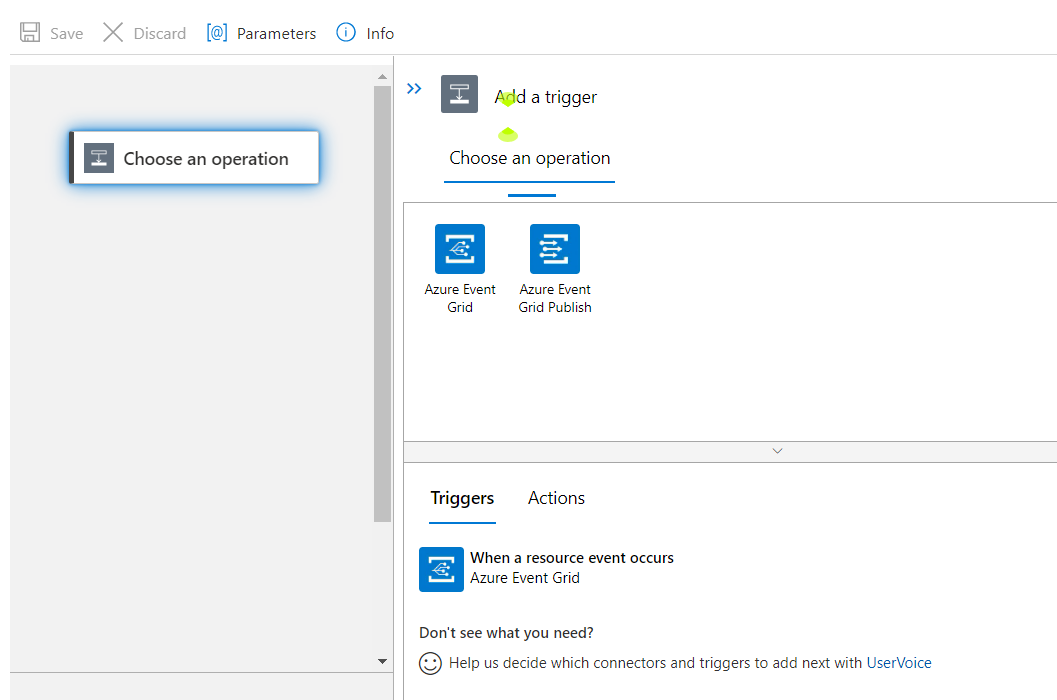 Save
Discard
[@] Parameters
Info
Add a trigger
Choose an operation
Choose an operation
Azure Event
Grid
Azure Event
Grid Publish
Triggers
Actions
When a resource event occurs
Azure Event Grid
Don't see what you need?
Help us decide which connectors and triggers to add next with UserVoice